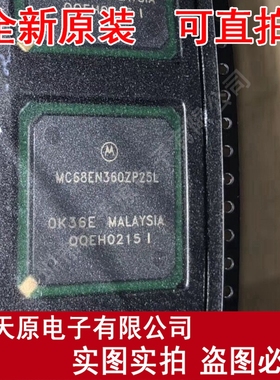 全新原装 可直拍
MC68EN360ZP25L
0K36E MALAYSIA
QQEH0215 I
天原电子有限公司
实图实拍 盗图必